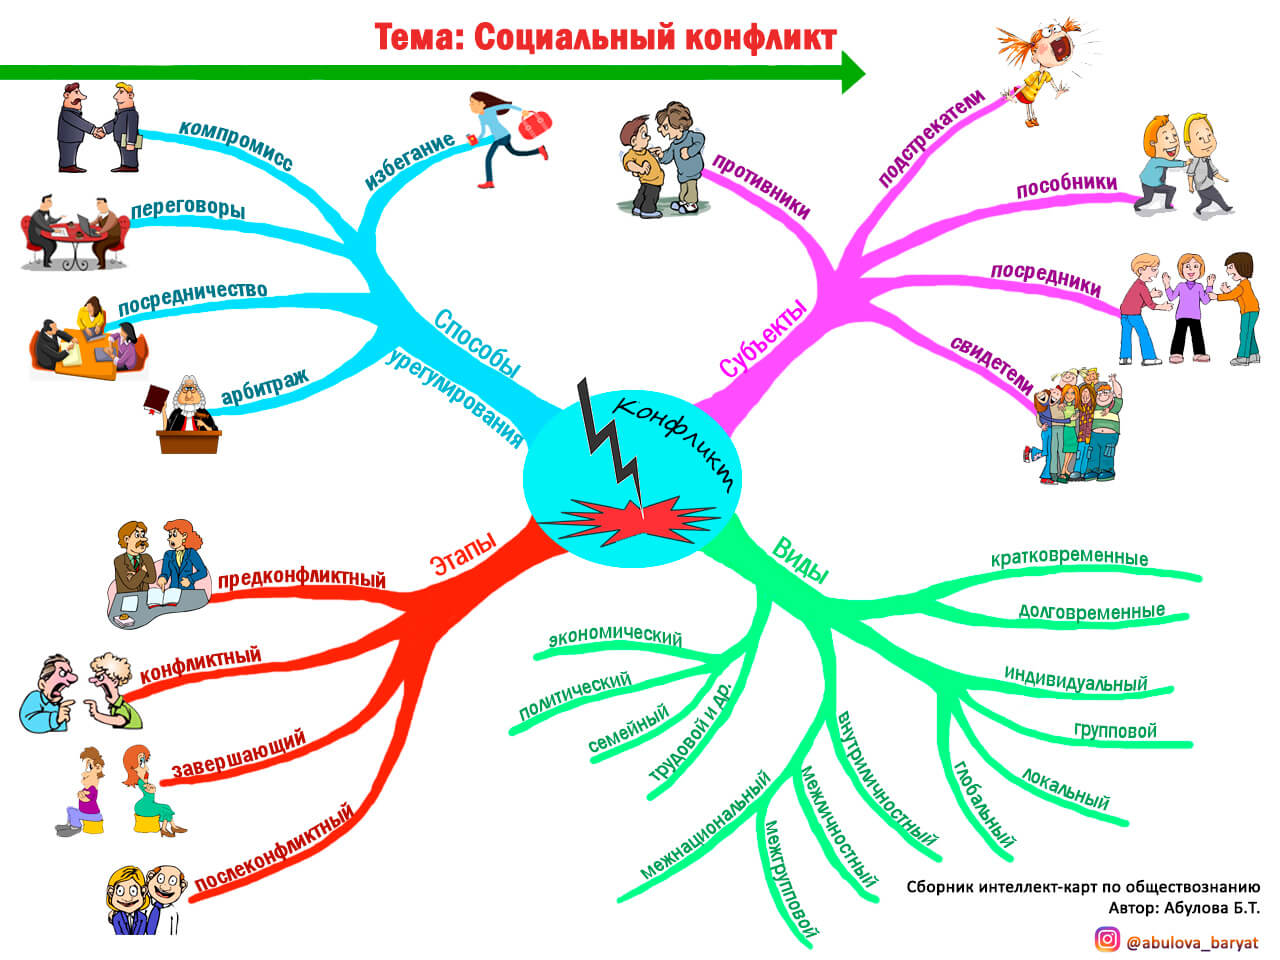 Тема: Социальный конфликт
компромисс
избегание
переговоры
посредничество
арбитраж
Способы
урегулирования
противники
подстрекатели
пособники
посредники
свидетели
Субъекты
Конфликт
Этапы
предконфликтный
конфликтный
завершающий
послеконфликтный
Виды
кратковременные
долговременные
индивидуальный
групповой
локальный
глобальный
экономический
политический
семейный
трудовой и др.
внутриличностный
межличностный
межгрупповой
межнациональный
Сборник интеллект-карт по обществознанию
Автор: Абулова Б.Т.
@abulova_baryat